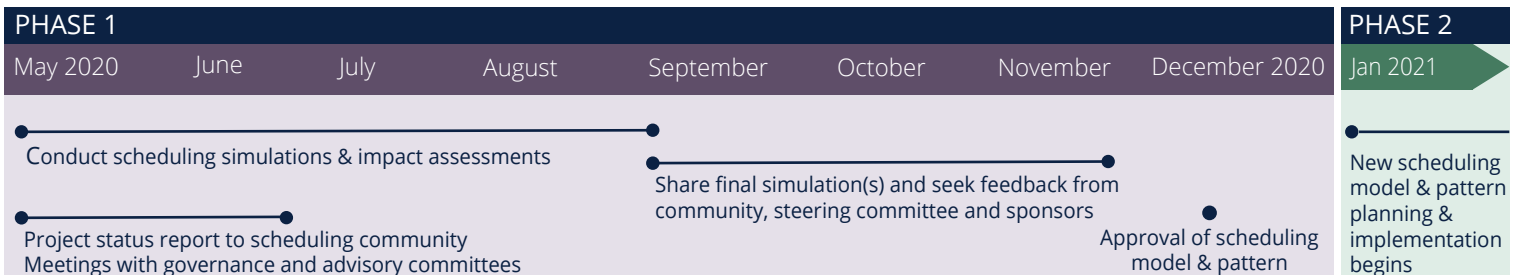 PHASE 1
PHASE 2
May 2020
June
July
August
September
October
November
December 2020
Jan 2021
Conduct scheduling simulations & impact assessments
Share final simulation(s) and seek feedback from
community, steering committee and sponsors
Project status report to scheduling community
Meetings with governance and advisory committees
Approval of scheduling
model & pattern
New scheduling
model & pattern
planning &
implementation
begins